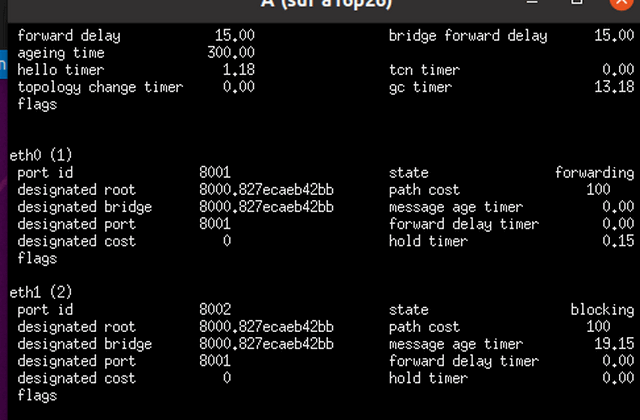 A (sur a16p26)
forward delay 15.00 bridge forward delay 15.00
ageing time 300.00
hello timer 1.18 tcn timer 0.00
topology change timer 0.00 gc timer 13.18
flags
eth0 (1)
port id 8001 state forwarding
designated root 8000.827ecaeb42bb path cost 100
designated bridge 8000.827ecaeb42bb message age timer 0.00
designated port 8001 forward delay timer 0.00
designated cost 0 hold timer 0.15
flags
eth1 (2)
port id 8002 state blocking
designated root 8000.827ecaeb42bb path cost 100
designated bridge 8000.827ecaeb42bb message age timer 19.15
designated port 8001 forward delay timer 0.00
designated cost 0 hold timer 0.00
flags